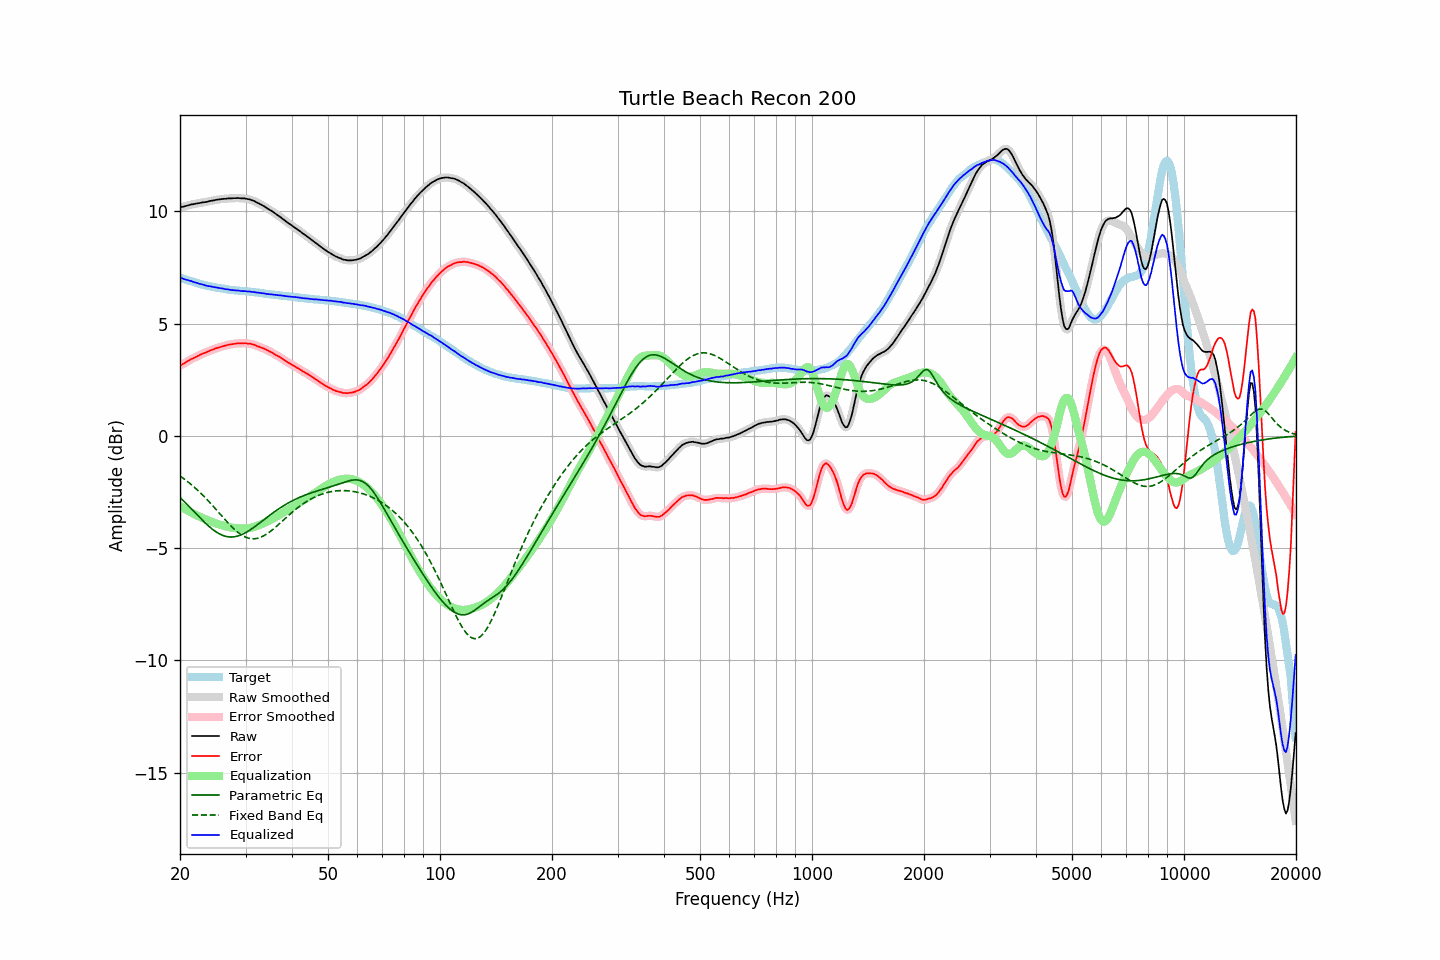 Turtle Beach Recon 200
Amplitude (dBr)
10
5
0
−5
−10
−15
Target
Raw Smoothed
Error Smoothed
Raw
Error
Equalization
Parametric Eq
Fixed Band Eq
Equalized
20 50 100 200 500 1000 2000 5000 10000 20000
Frequency (Hz)